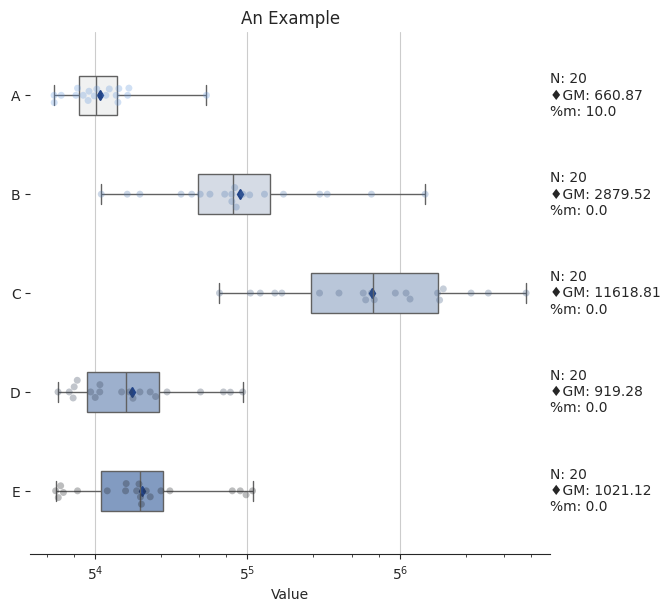 An Example
A
N: 20
♦GM: 660.87
%m: 10.0
B
N: 20
♦GM: 2879.52
%m: 0.0
C
N: 20
♦GM: 11618.81
%m: 0.0
D
N: 20
♦GM: 919.28
%m: 0.0
E
N: 20
♦GM: 1021.12
%m: 0.0
5⁴ 5⁵ 5⁶
Value